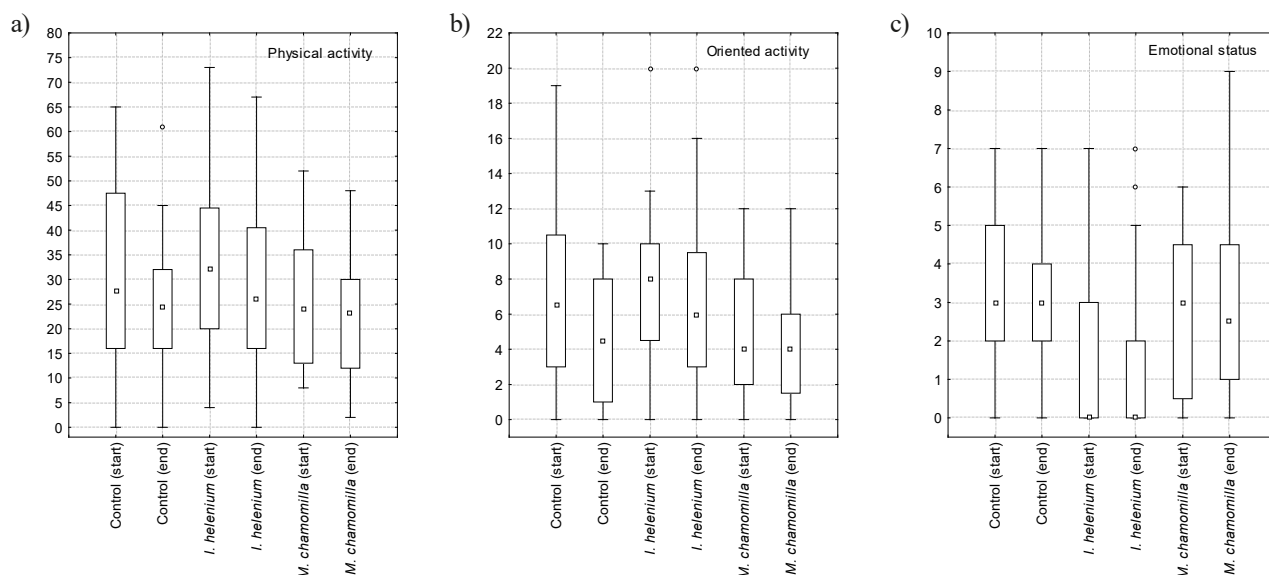 a)
Physical activity
80
75
70
65
60
55
50
45
40
35
30
25
20
15
10
5
0
Control (start)
Control (end)
I. helenium (start)
I. helenium (end)
M. chamomilla (start)
M. chamomilla (end)
b)
Oriented activity
22
20
18
16
14
12
10
8
6
4
2
0
Control (start)
Control (end)
I. helenium (start)
I. helenium (end)
M. chamomilla (start)
M. chamomilla (end)
c)
Emotional status
10
9
8
7
6
5
4
3
2
1
0
Control (start)
Control (end)
I. helenium (start)
I. helenium (end)
M. chamomilla (start)
M. chamomilla (end)